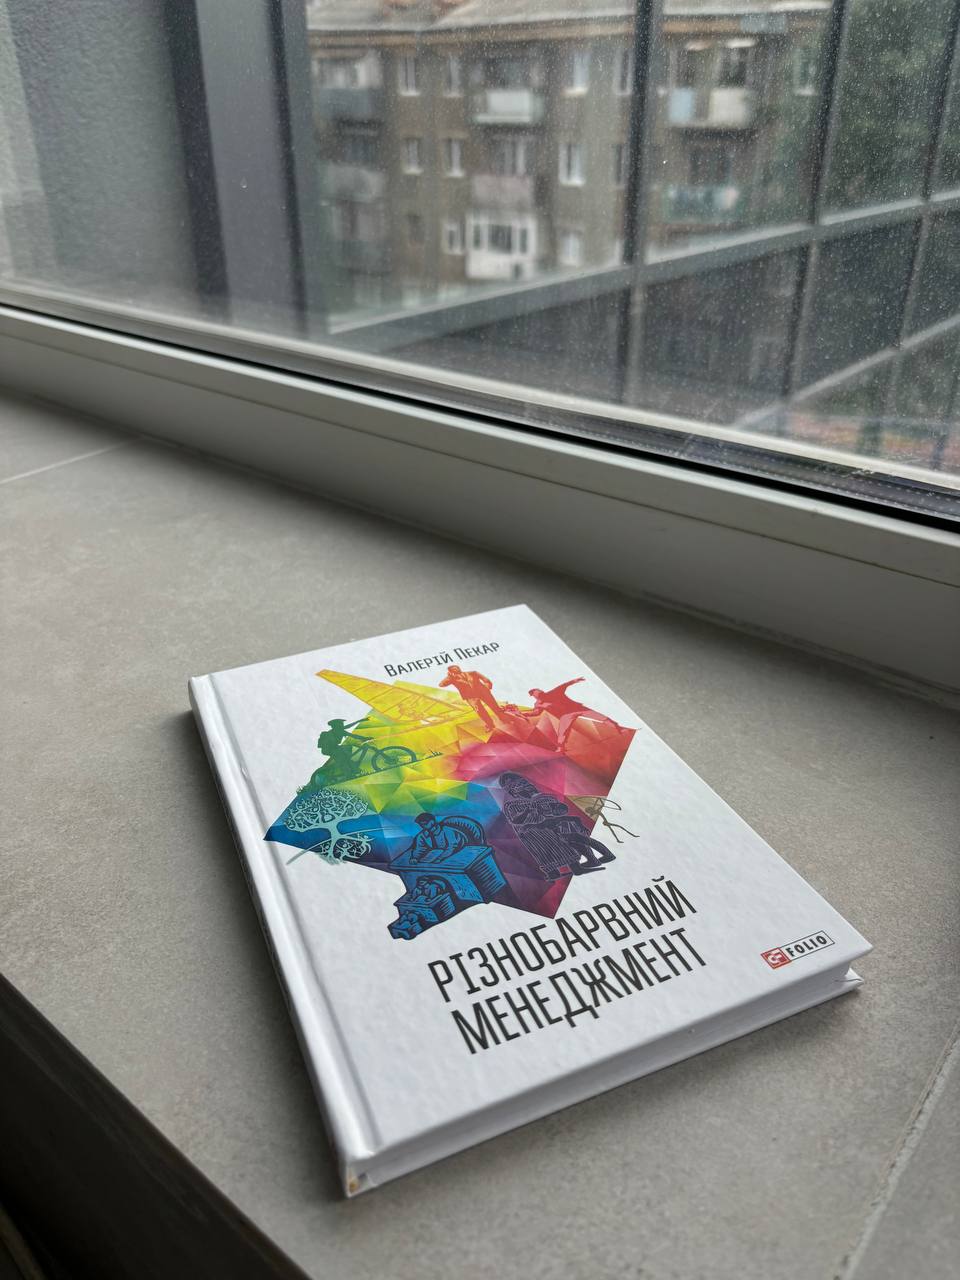 Валерій Пекар
РІЗНОБАРВНИЙ
МЕНЕДЖМЕНТ
FOLIO